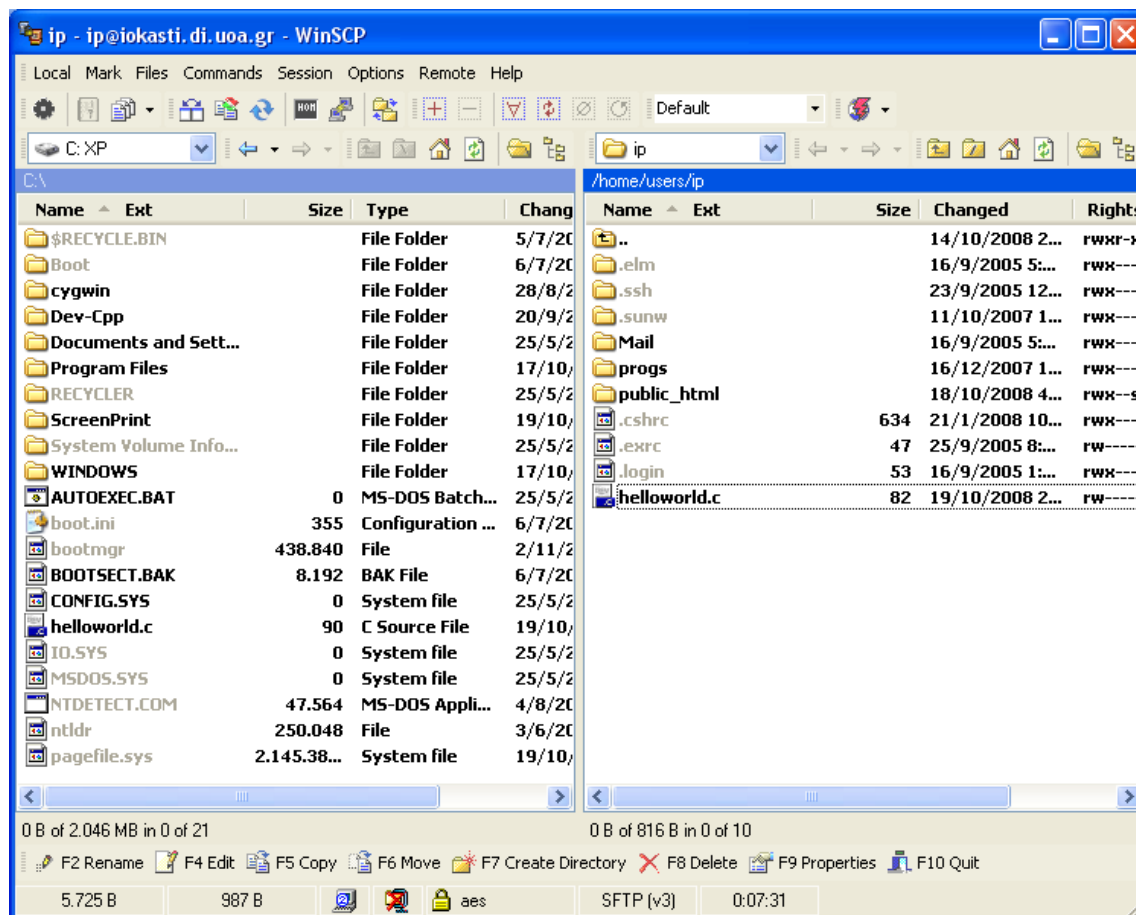 ip - ip@iokasti.di.uoa.gr - WinSCP
Local Mark Files Commands Session Options Remote Help
Default
C: XP
ip
C:\
/home/users/ip
Name Ext Size Type Chang
Name Ext Size Changed Rights
$RECYCLE.BIN File Folder 5/7/20
.. 14/10/2008 2... rwxr-x
Boot File Folder 6/7/20
.elm 16/9/2005 5:... rwx---
cygwin File Folder 28/8/2
.ssh 23/9/2005 12... rwx---
Dev-Cpp File Folder 20/9/2
.sunw 11/10/2007 1... rwx---
Documents and Sett... File Folder 25/5/2
Mail 16/9/2005 5:... rwx---
Program Files File Folder 17/10/
progs 16/12/2007 1... rwx---
RECYCLER File Folder 25/5/2
public_html 18/10/2008 4... rwx--s
ScreenPrint File Folder 19/10/
.cshrc 634 21/1/2008 10... rwx---
System Volume Info... File Folder 25/5/2
.exrc 47 25/9/2005 8:... rw----
WINDOWS File Folder 17/10/
.login 53 16/9/2005 1:... rwx---
AUTOEXEC.BAT 0 MS-DOS Batch... 25/5/2
helloworld.c 82 19/10/2008 2... rw----
boot.ini 355 Configuration ... 6/7/20
bootmgr 438.840 File 2/11/2
BOOTSECT.BAK 8.192 BAK File 6/7/20
CONFIG.SYS 0 System file 25/5/2
helloworld.c 90 C Source File 19/10/
IO.SYS 0 System file 25/5/2
MSDOS.SYS 0 System file 25/5/2
NTDETECT.COM 47.564 MS-DOS Appli... 4/8/20
ntldr 250.048 File 3/6/20
pagefile.sys 2.145.38... System file 19/10/
0 B of 2.046 MB in 0 of 21
0 B of 816 B in 0 of 10
F2 Rename F4 Edit F5 Copy F6 Move F7 Create Directory F8 Delete F9 Properties F10 Quit
5.725 B 987 B aes SFTP (v3) 0:07:31